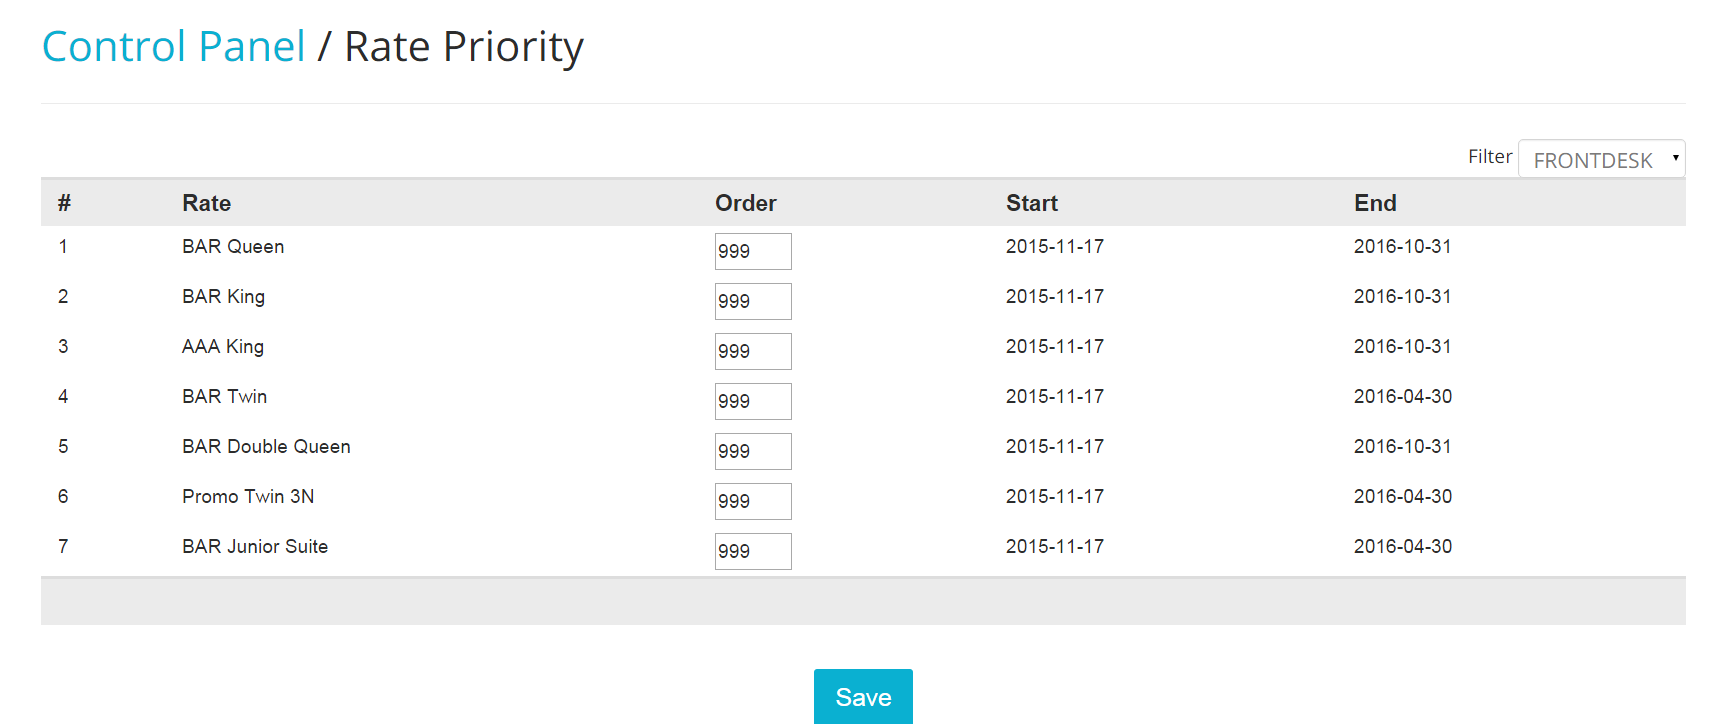 Control Panel / Rate Priority
Filter FRONTDESK
# Rate Order Start End
1 BAR Queen 999 2015-11-17 2016-10-31
2 BAR King 999 2015-11-17 2016-10-31
3 AAA King 999 2015-11-17 2016-10-31
4 BAR Twin 999 2015-11-17 2016-04-30
5 BAR Double Queen 999 2015-11-17 2016-10-31
6 Promo Twin 3N 999 2015-11-17 2016-04-30
7 BAR Junior Suite 999 2015-11-17 2016-04-30
Save